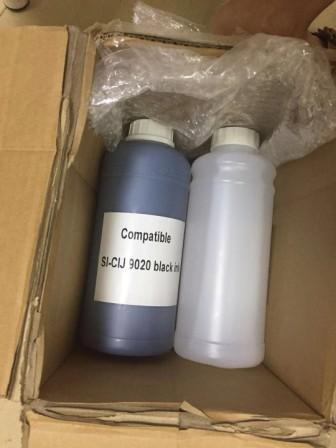 Compatible
SI-CIJ 9020 black ink